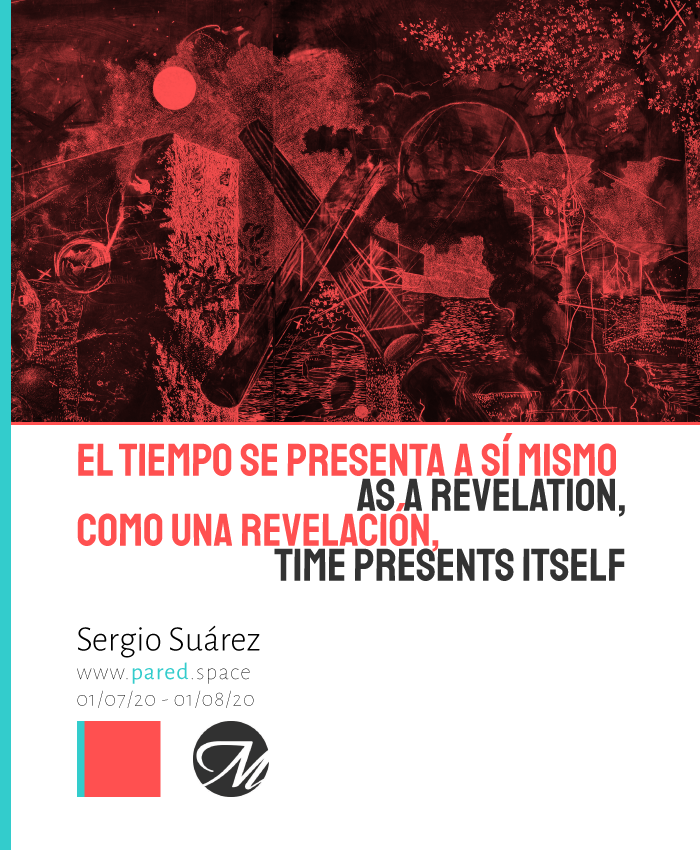 EL TIEMPO SE PRESENTA A SÍ MISMO
AS A REVELATION,
COMO UNA REVELACIÓN,
TIME PRESENTS ITSELF
Sergio Suárez
www.pared.space
01/07/20 - 01/08/20
M